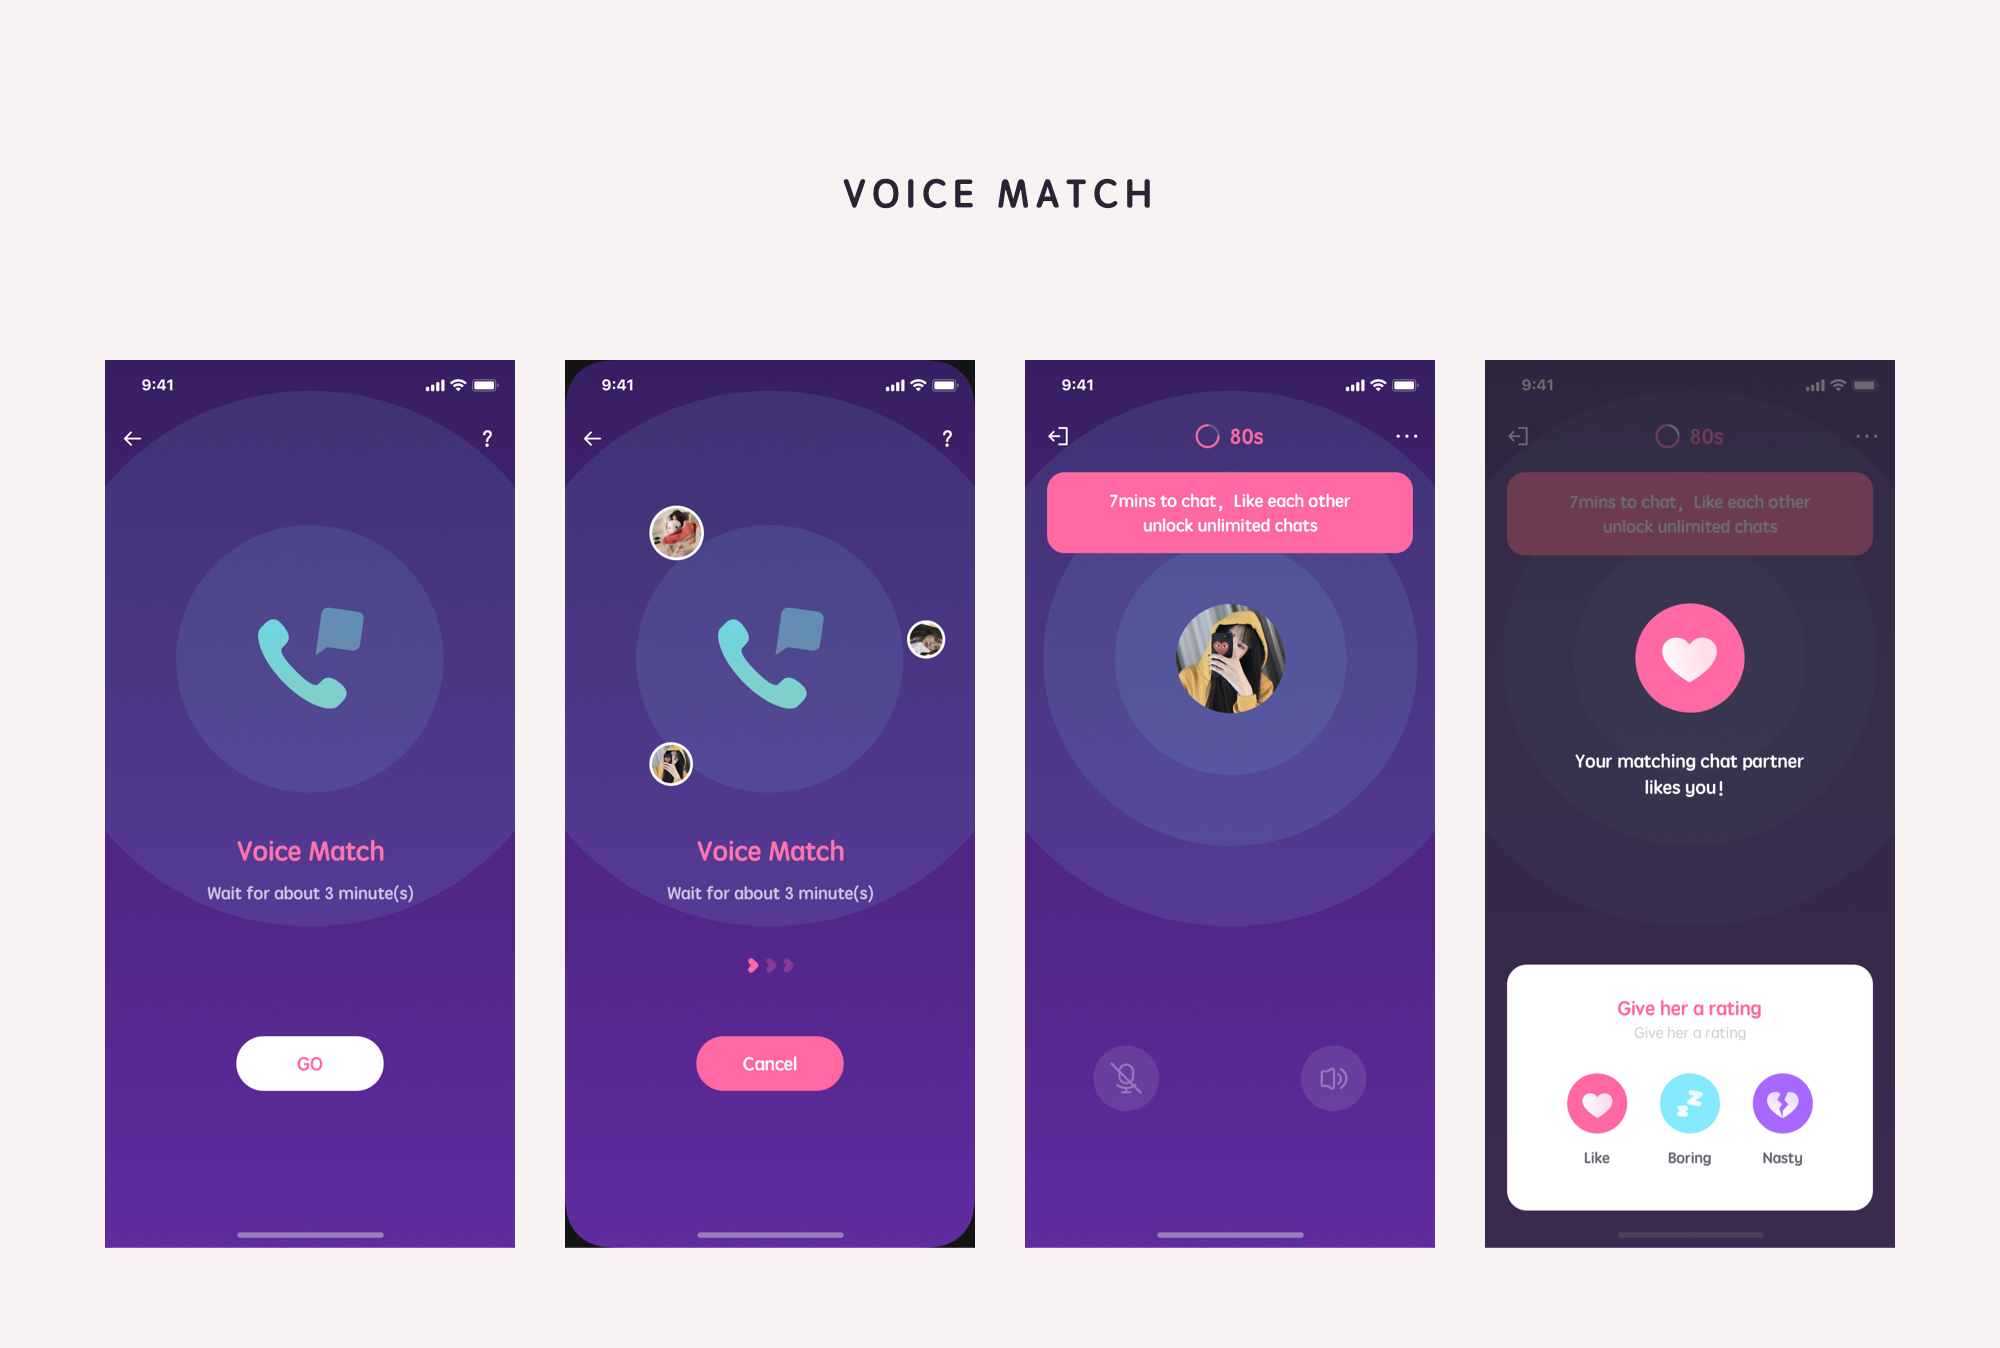 VOICE MATCH
9:41
?
Voice Match
Wait for about 3 minute(s)
GO
9:41
?
Voice Match
Wait for about 3 minute(s)
Cancel
9:41
80s
7mins to chat，Like each other
unlock unlimited chats
9:41
80s
7mins to chat，Like each other
unlock unlimited chats
Your matching chat partner
likes you！
Give her a rating
Give her a rating
Like
Boring
Nasty